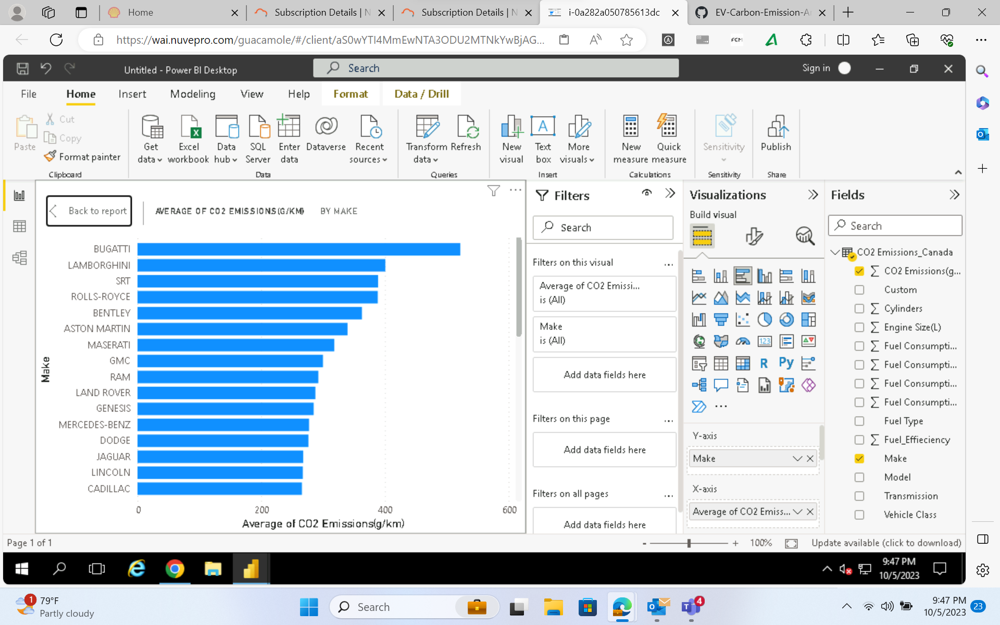 Home
Subscription Details | N
Subscription Details | N
i-0a282a050785613dc
EV-Carbon-Emission-A
https://wai.nuvepro.com/guacamole/#/client/aS0wYTI4MmEwNTA3ODU2MTNkYwBjAG...
Untitled - Power BI Desktop
Search
Sign in
File
Home
Insert
Modeling
View
Help
Format
Data / Drill
Paste
Cut
Copy
Format painter
Clipboard
Get data
Excel workbook
Data hub
SQL Server
Enter data
Dataverse
Recent sources
Data
Transform data
Refresh
Queries
New visual
Text box
More visuals
Insert
New measure
Quick measure
Calculations
Sensitivity
Sensitivity
Publish
Share
Back to report
AVERAGE OF CO2 EMISSIONS(G/KM)
BY MAKE
Make
BUGATTI
LAMBORGHINI
SRT
ROLLS-ROYCE
BENTLEY
ASTON MARTIN
MASERATI
GMC
RAM
LAND ROVER
GENESIS
MERCEDES-BENZ
DODGE
JAGUAR
LINCOLN
CADILLAC
0
200
400
600
Average of CO2 Emissions(g/km)
Filters
Search
Filters on this visual
...
Average of CO2 Emissi...
is (All)
Make
is (All)
Add data fields here
Filters on this page
...
Add data fields here
Filters on all pages
...
Add data fields here
Visualizations
Build visual
123
R
Py
...
Y-axis
Make
X-axis
Average of CO2 Emiss...
Fields
Search
CO2 Emissions_Canada
CO2 Emissions(g...
Custom
Cylinders
Engine Size(L)
Fuel Consumpti...
Fuel Consumpti...
Fuel Consumpti...
Fuel Consumpti...
Fuel Type
Fuel_Effieciency
Make
Model
Transmission
Vehicle Class
Page 1 of 1
- + 100%
Update available (click to download)
9:47 PM
10/5/2023
1
79°F
Partly cloudy
Search
4
9:47 PM
10/5/2023
23